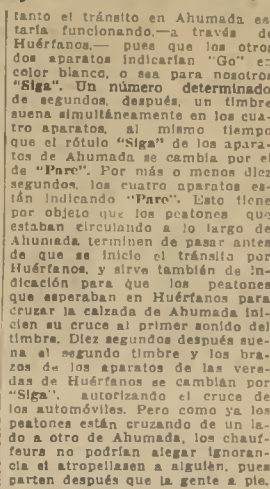 tanto el tránsito en Ahumada es
taría funcionando,—a través de
Huérfanos,— pues que los otros
dos aparatos indicarían "Go" en
color blanco, o sea para nosotros
"Siga". Un número determinado
de segundos, después, un timbre
suena simultáneamente en los cua-
tro aparatos, al mismo tiempo
que el rótulo "Siga" de los apara-
tos de Ahumada se cambia por el
de "Pare". Por más o menos diez
segundos, los cuatro aparatos es-
tán indicando "Pare". Esto tiene
por objeto que los peatones que
estaban circulando a lo largo de
Ahumada terminen de pasar antes
de que se inicie el tránsito por
Huérfanos, y sirve también de in-
dicación para que los peatones
que esperaban en Huérfanos para
cruzar la calzada de Ahumada ini-
cien su cruce al primer sonido del
timbre. Diez segundos después sue-
na el segundo timbre y los bra-
zos de los aparatos de las vere-
das de Huérfanos se cambian por
"Siga", autorizando el cruce de
los automóviles. Pero como ya los
peatones están cruzando de un la-
do a otro de Ahumada, los chauf-
feurs no podrían alegar ignoran-
cia si atropellasen a alguien, pues
parten después que la gente a pie.